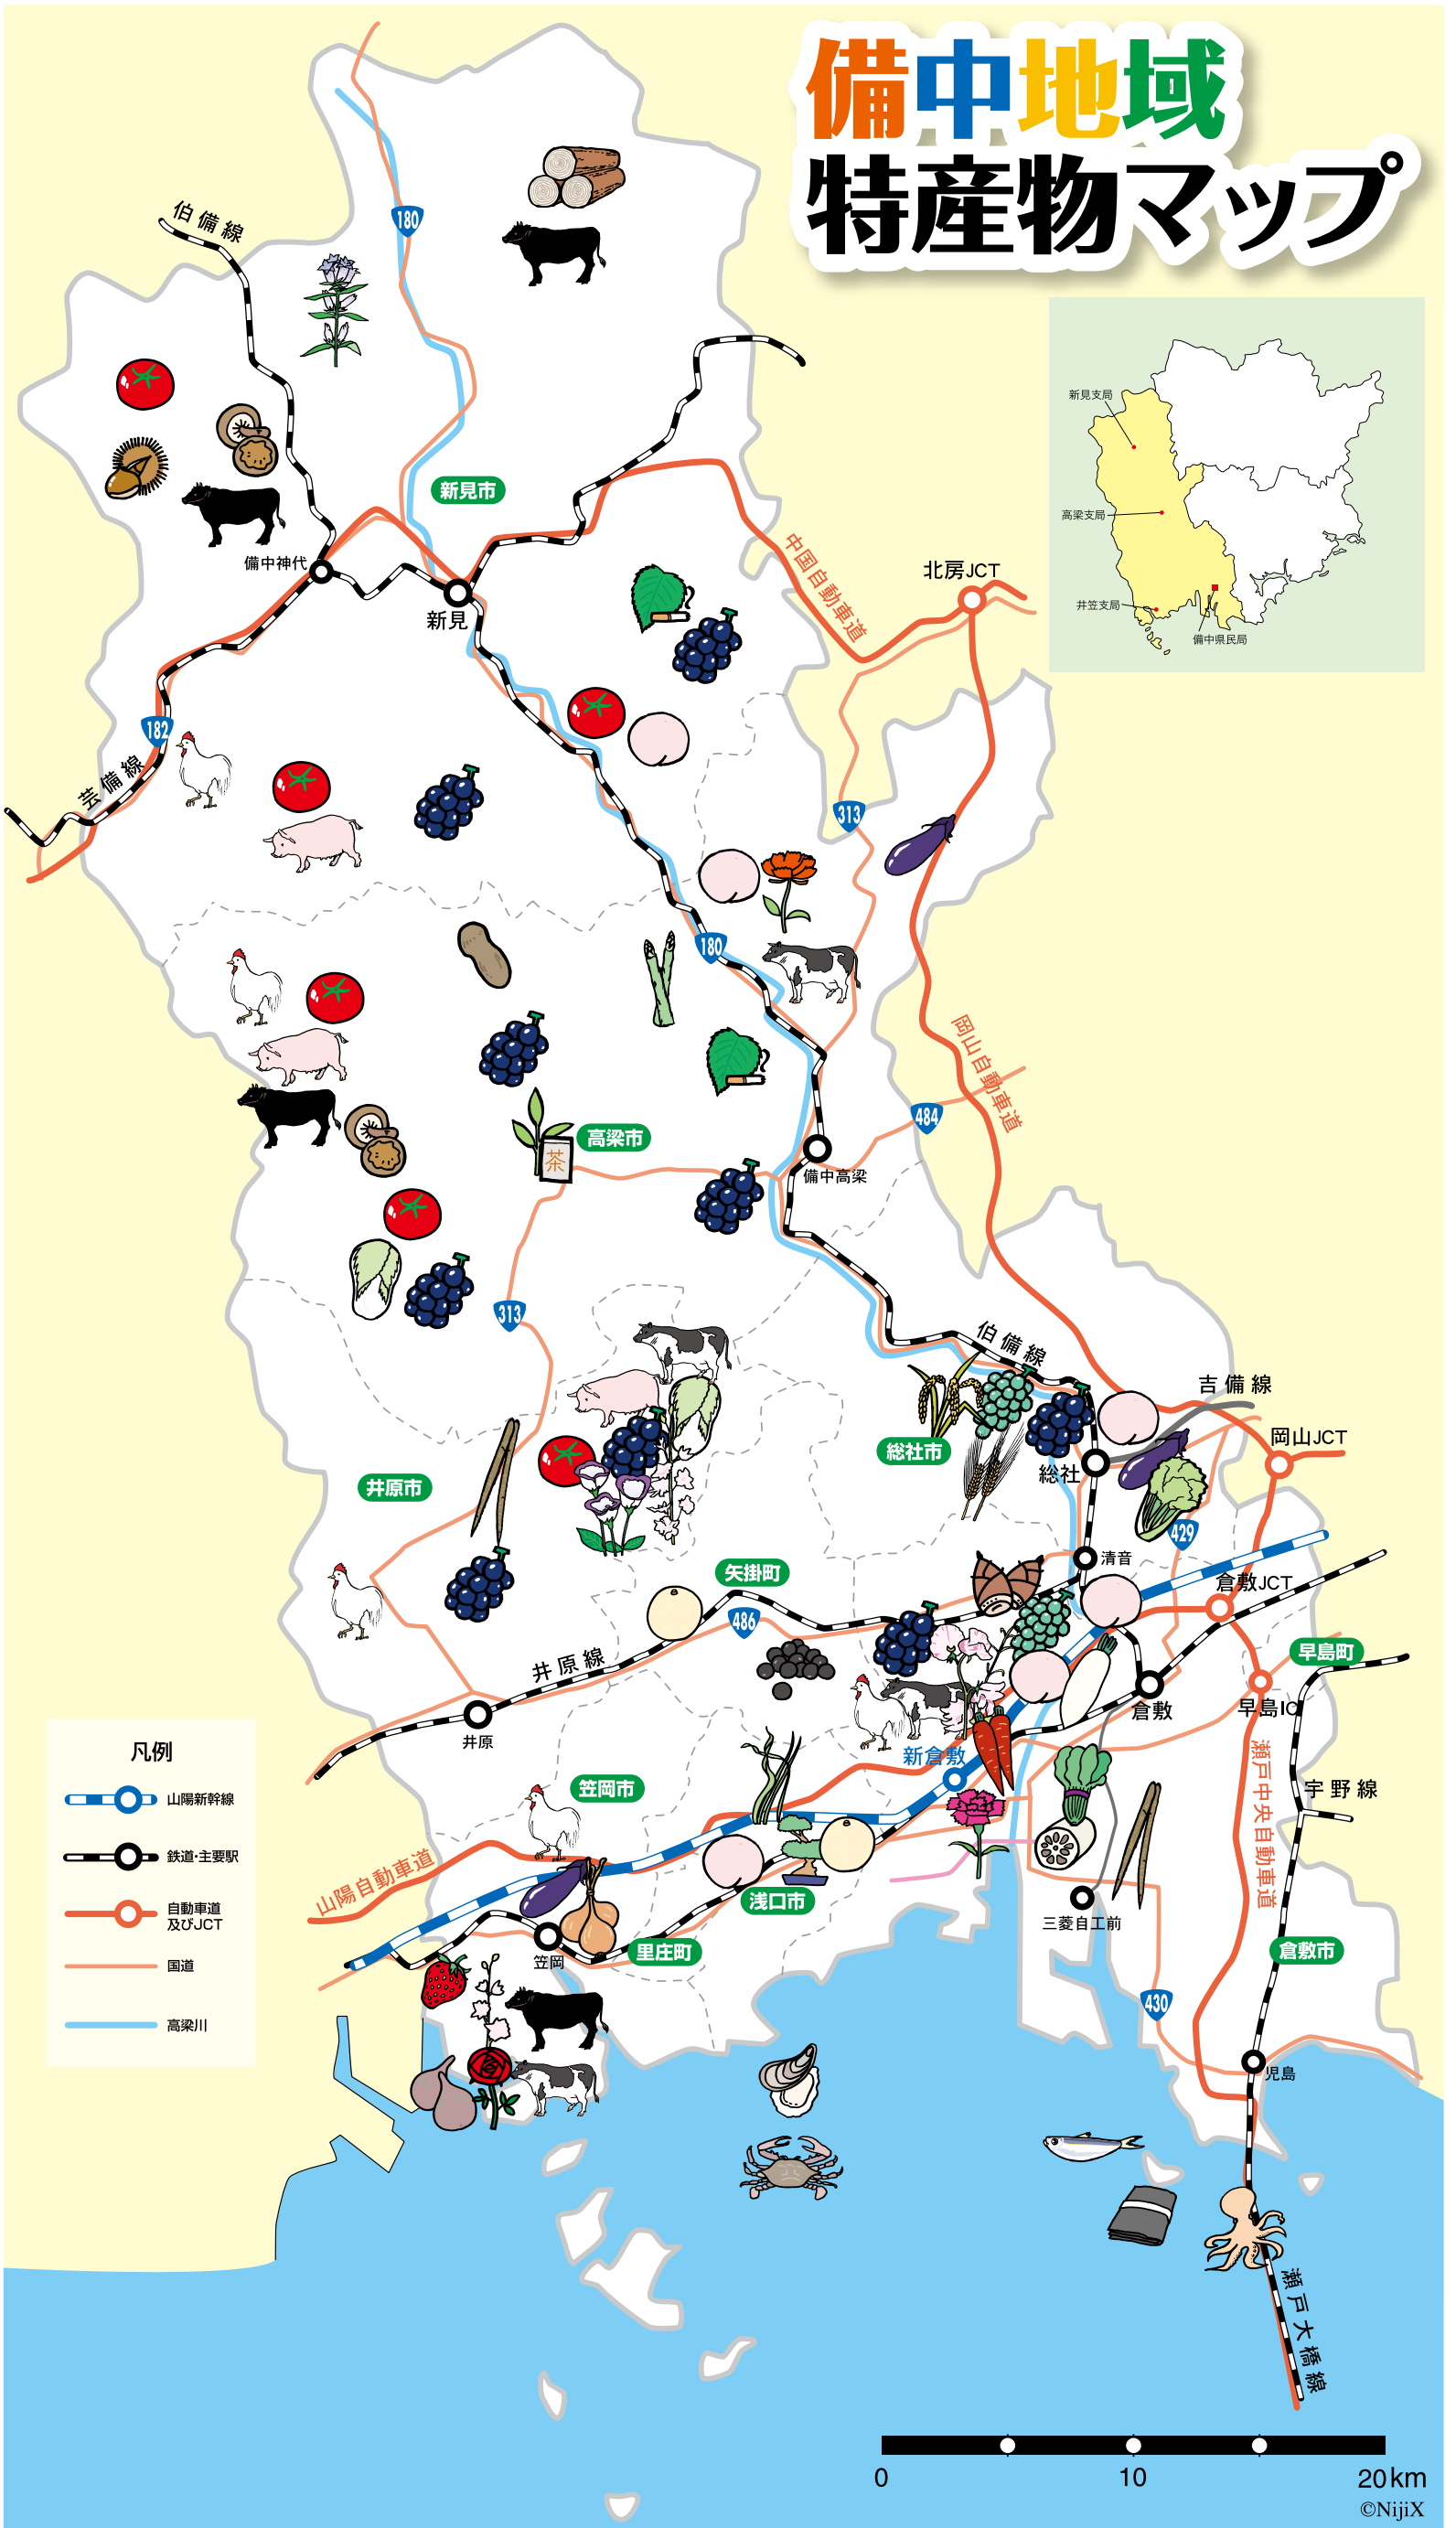 備中地域
特産物マップ
伯備線
180
新見支局
高梁支局
井笠支局
備中県民局
新見市
備中神代
新見
中国自動車道
北房JCT
182
芸備線
313
180
岡山自動車道
484
茶
高梁市
備中高梁
313
伯備線
吉備線
総社市
岡山JCT
総社
井原市
429
清音
矢掛町
倉敷JCT
486
早島町
井原線
倉敷
早島IC
井原
新倉敷
凡例
山陽新幹線
鉄道・主要駅
自動車道
及びJCT
国道
高梁川
笠岡市
瀬戸中央自動車道
宇野線
山陽自動車道
浅口市
三菱自工前
里庄町
笠岡
倉敷市
430
児島
瀬戸大橋線
0
10
20km
©NijiX